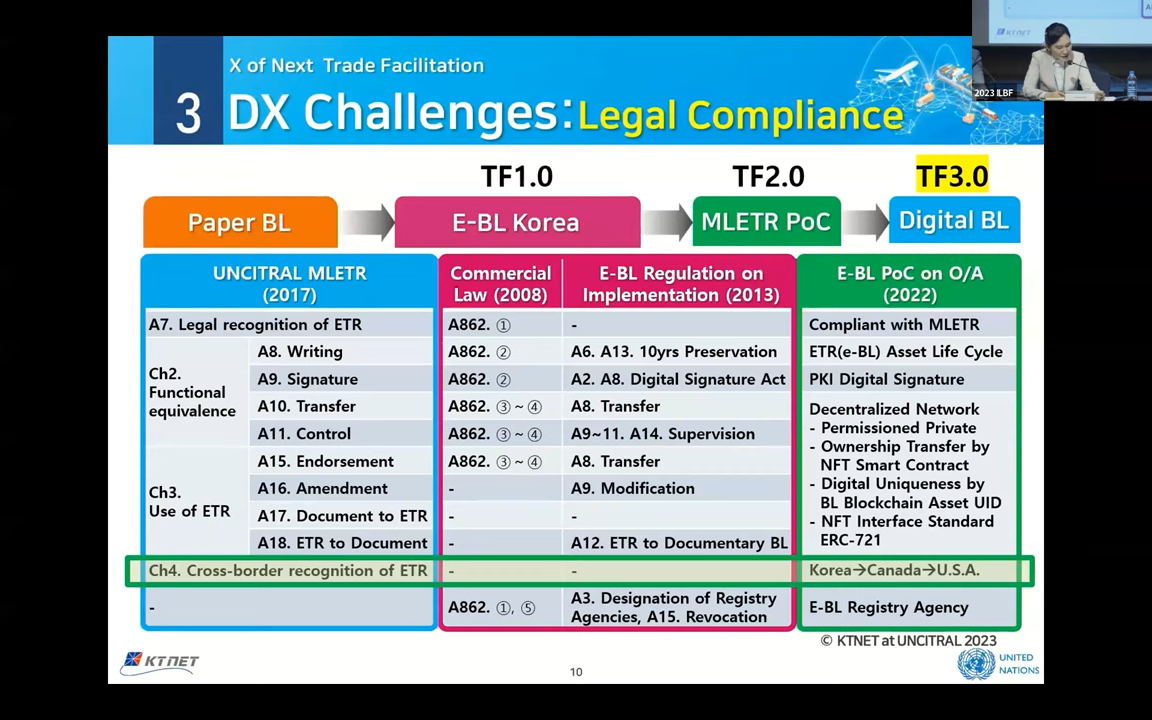 X of Next Trade Facilitation
3 DX Challenges:Legal Compliance
KTNET
2023 ILBF
TF1.0 TF2.0 TF3.0
Paper BL E-BL Korea MLETR PoC Digital BL
UNCITRAL MLETR
(2017)
Commercial
Law (2008)
E-BL Regulation on
Implementation (2013)
E-BL PoC on O/A
(2022)
A7. Legal recognition of ETR A862. ① - Compliant with MLETR
Ch2.
Functional
equivalence
A8. Writing A862. ② A6. A13. 10yrs Preservation ETR(e-BL) Asset Life Cycle
A9. Signature A862. ② A2. A8. Digital Signature Act PKI Digital Signature
A10. Transfer A862. ③ ~ ④ A8. Transfer
A11. Control A862. ③ ~ ④ A9~11. A14. Supervision
Ch3.
Use of ETR
A15. Endorsement A862. ③ ~ ④ A8. Transfer
A16. Amendment - A9. Modification
A17. Document to ETR - -
A18. ETR to Document - A12. ETR to Documentary BL
Decentralized Network
- Permissioned Private
- Ownership Transfer by
NFT Smart Contract
- Digital Uniqueness by
BL Blockchain Asset UID
- NFT Interface Standard
ERC-721
Ch4. Cross-border recognition of ETR - - Korea→Canada→U.S.A.
- A862. ①, ⑤ A3. Designation of Registry
Agencies, A15. Revocation
E-BL Registry Agency
© KTNET at UNCITRAL 2023
KTNET
10
UNITED
NATIONS